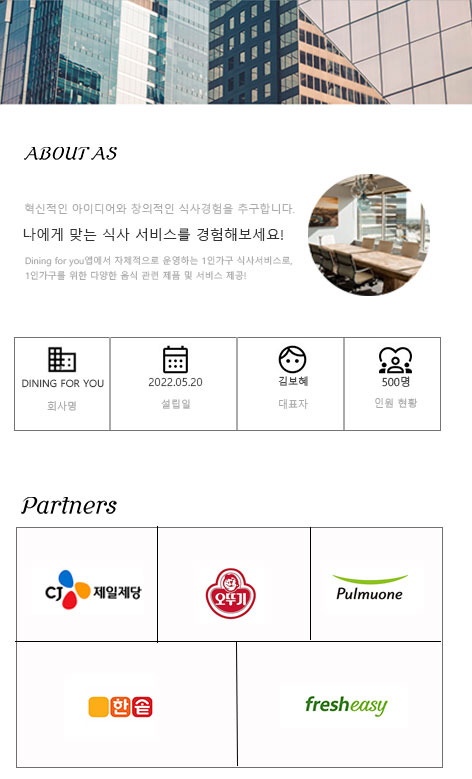 ABOUT AS
혁신적인 아이디어와 창의적인 식사경험을 추구합니다.
나에게 맞는 식사 서비스를 경험해보세요!
Dining for you앱에서 자체적으로 운영하는 1인가구 식사서비스로,
1인가구를 위한 다양한 음식 관련 제품 및 서비스 제공!
DINING FOR YOU 2022.05.20 김보혜 500명
회사명 설립일 대표자 인원 현황
Partners
CJ 제일제당 오뚜기 Pulmuone
한솥 fresheasy